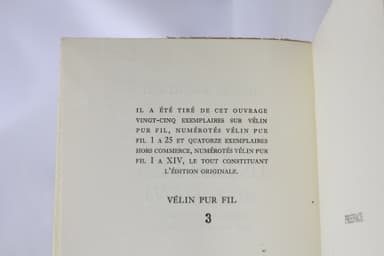 IL A ÉTÉ TIRÉ DE CET OUVRAGE
VINGT-CINQ EXEMPLAIRES SUR VÉLIN
PUR FIL, NUMÉROTÉS VÉLIN PUR
FIL 1 A 25 ET QUATORZE EXEMPLAIRES
HORS COMMERCE, NUMÉROTÉS VÉLIN PUR
FIL I A XIV, LE TOUT CONSTITUANT
L'ÉDITION ORIGINALE.
VÉLIN PUR FIL
3